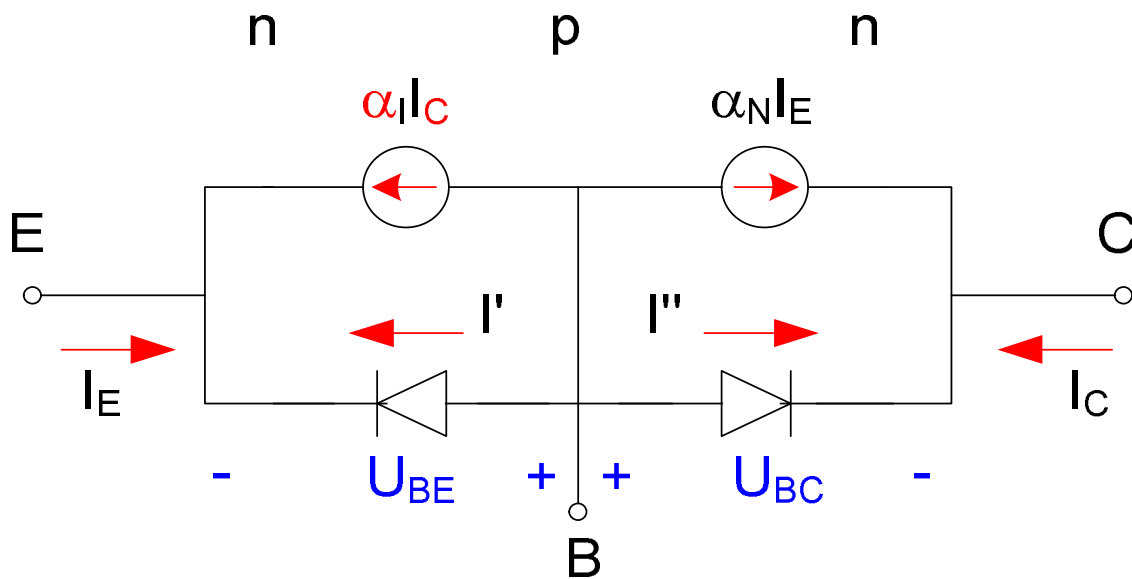 n p n
αIIC αNIE
E C
I' I''
IE IC
- UBE + + UBC -
B